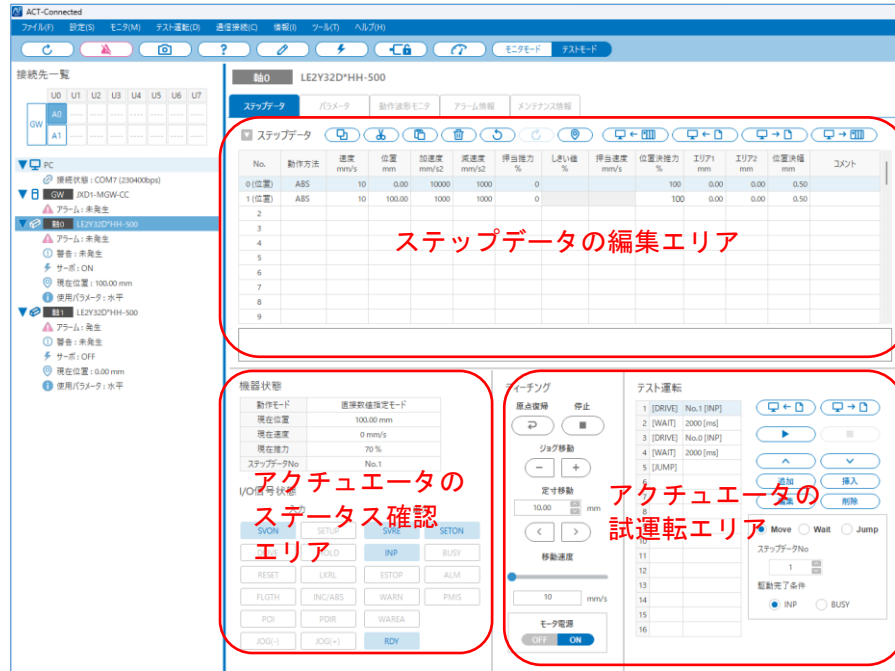 ACT-Connected
ファイル(F) 設定(S) モニタ(M) テスト運転(D) 通信接続(C) 情報(I) ツール(T) ヘルプ(H)
モニタモード テストモード
接続先一覧
U0 U1 U2 U3 U4 U5 U6 U7
GW
A0
A1
PC
接続状態 : COM7 (230400bps)
GW JXD1-MGW-CC
アラーム : 未発生
軸0 LE2Y32D*HH-500
アラーム : 未発生
警告 : 未発生
サーボ : ON
現在位置 : 100.00 mm
使用パラメータ : 水平
軸1 LE2Y32D*HH-500
アラーム : 発生
警告 : 未発生
サーボ : OFF
現在位置 : 0.00 mm
使用パラメータ : 水平
軸0 LE2Y32D*HH-500
ステップデータ パラメータ 動作波形モニタ アラーム情報 メンテナンス情報
ステップデータ
No. 動作方法 速度 mm/s 位置 mm 加速度 mm/s2 減速度 mm/s2 押当推力 % しきい値 % 押当速度 mm/s 位置決推力 % エリア1 mm エリア2 mm 位置決幅 mm コメント
0 (位置) ABS 10 0.00 10000 1000 0 100 0.00 0.00 0.50
1 (位置) ABS 10 100.00 1000 1000 0 100 0.00 0.00 0.50
2
3
4
5
6
7
8
9
ステップデータの編集エリア
機器状態
動作モード 直接数値指定モード
現在位置 100.00 mm
現在速度 0 mm/s
現在推力 70 %
ステップデータNo No.1
I/O信号状態
アクチュエータの
ステータス確認
エリア
SVON SETUP SVRE SETON
INP BUSY
RESET LKRL ESTOP ALM
FLGTH INC/ABS WARN PMIS
POI PDIR WAREA
JOG(-) JOG(+) RDY
ティーチング
原点復帰 停止
ジョグ移動
定寸移動
10.00 mm
移動速度
10 mm/s
モータ電源
OFF ON
テスト運転
1 [DRIVE] No.1 [INP]
2 [WAIT] 2000 [ms]
3 [DRIVE] No.0 [INP]
4 [WAIT] 2000 [ms]
5 [JUMP]
11
12
13
14
15
16
アクチュエータの
試運転エリア
追加 挿入
編集 削除
Move Wait Jump
ステップデータNo
1
駆動完了条件
INP BUSY